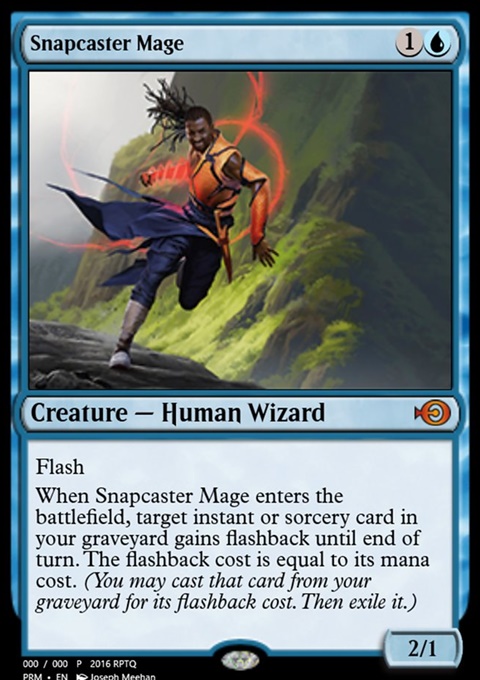 Snapcaster Mage 1
Creature — Human Wizard
Flash
When Snapcaster Mage enters the
battlefield, target instant or sorcery card in
your graveyard gains flashback until end of
turn. The flashback cost is equal to its mana
cost. (You may cast that card from your
graveyard for its flashback cost. Then exile it.)
2/1
000 / 000 P 2016 RPTQ
PRM • EN Joseph Meehan